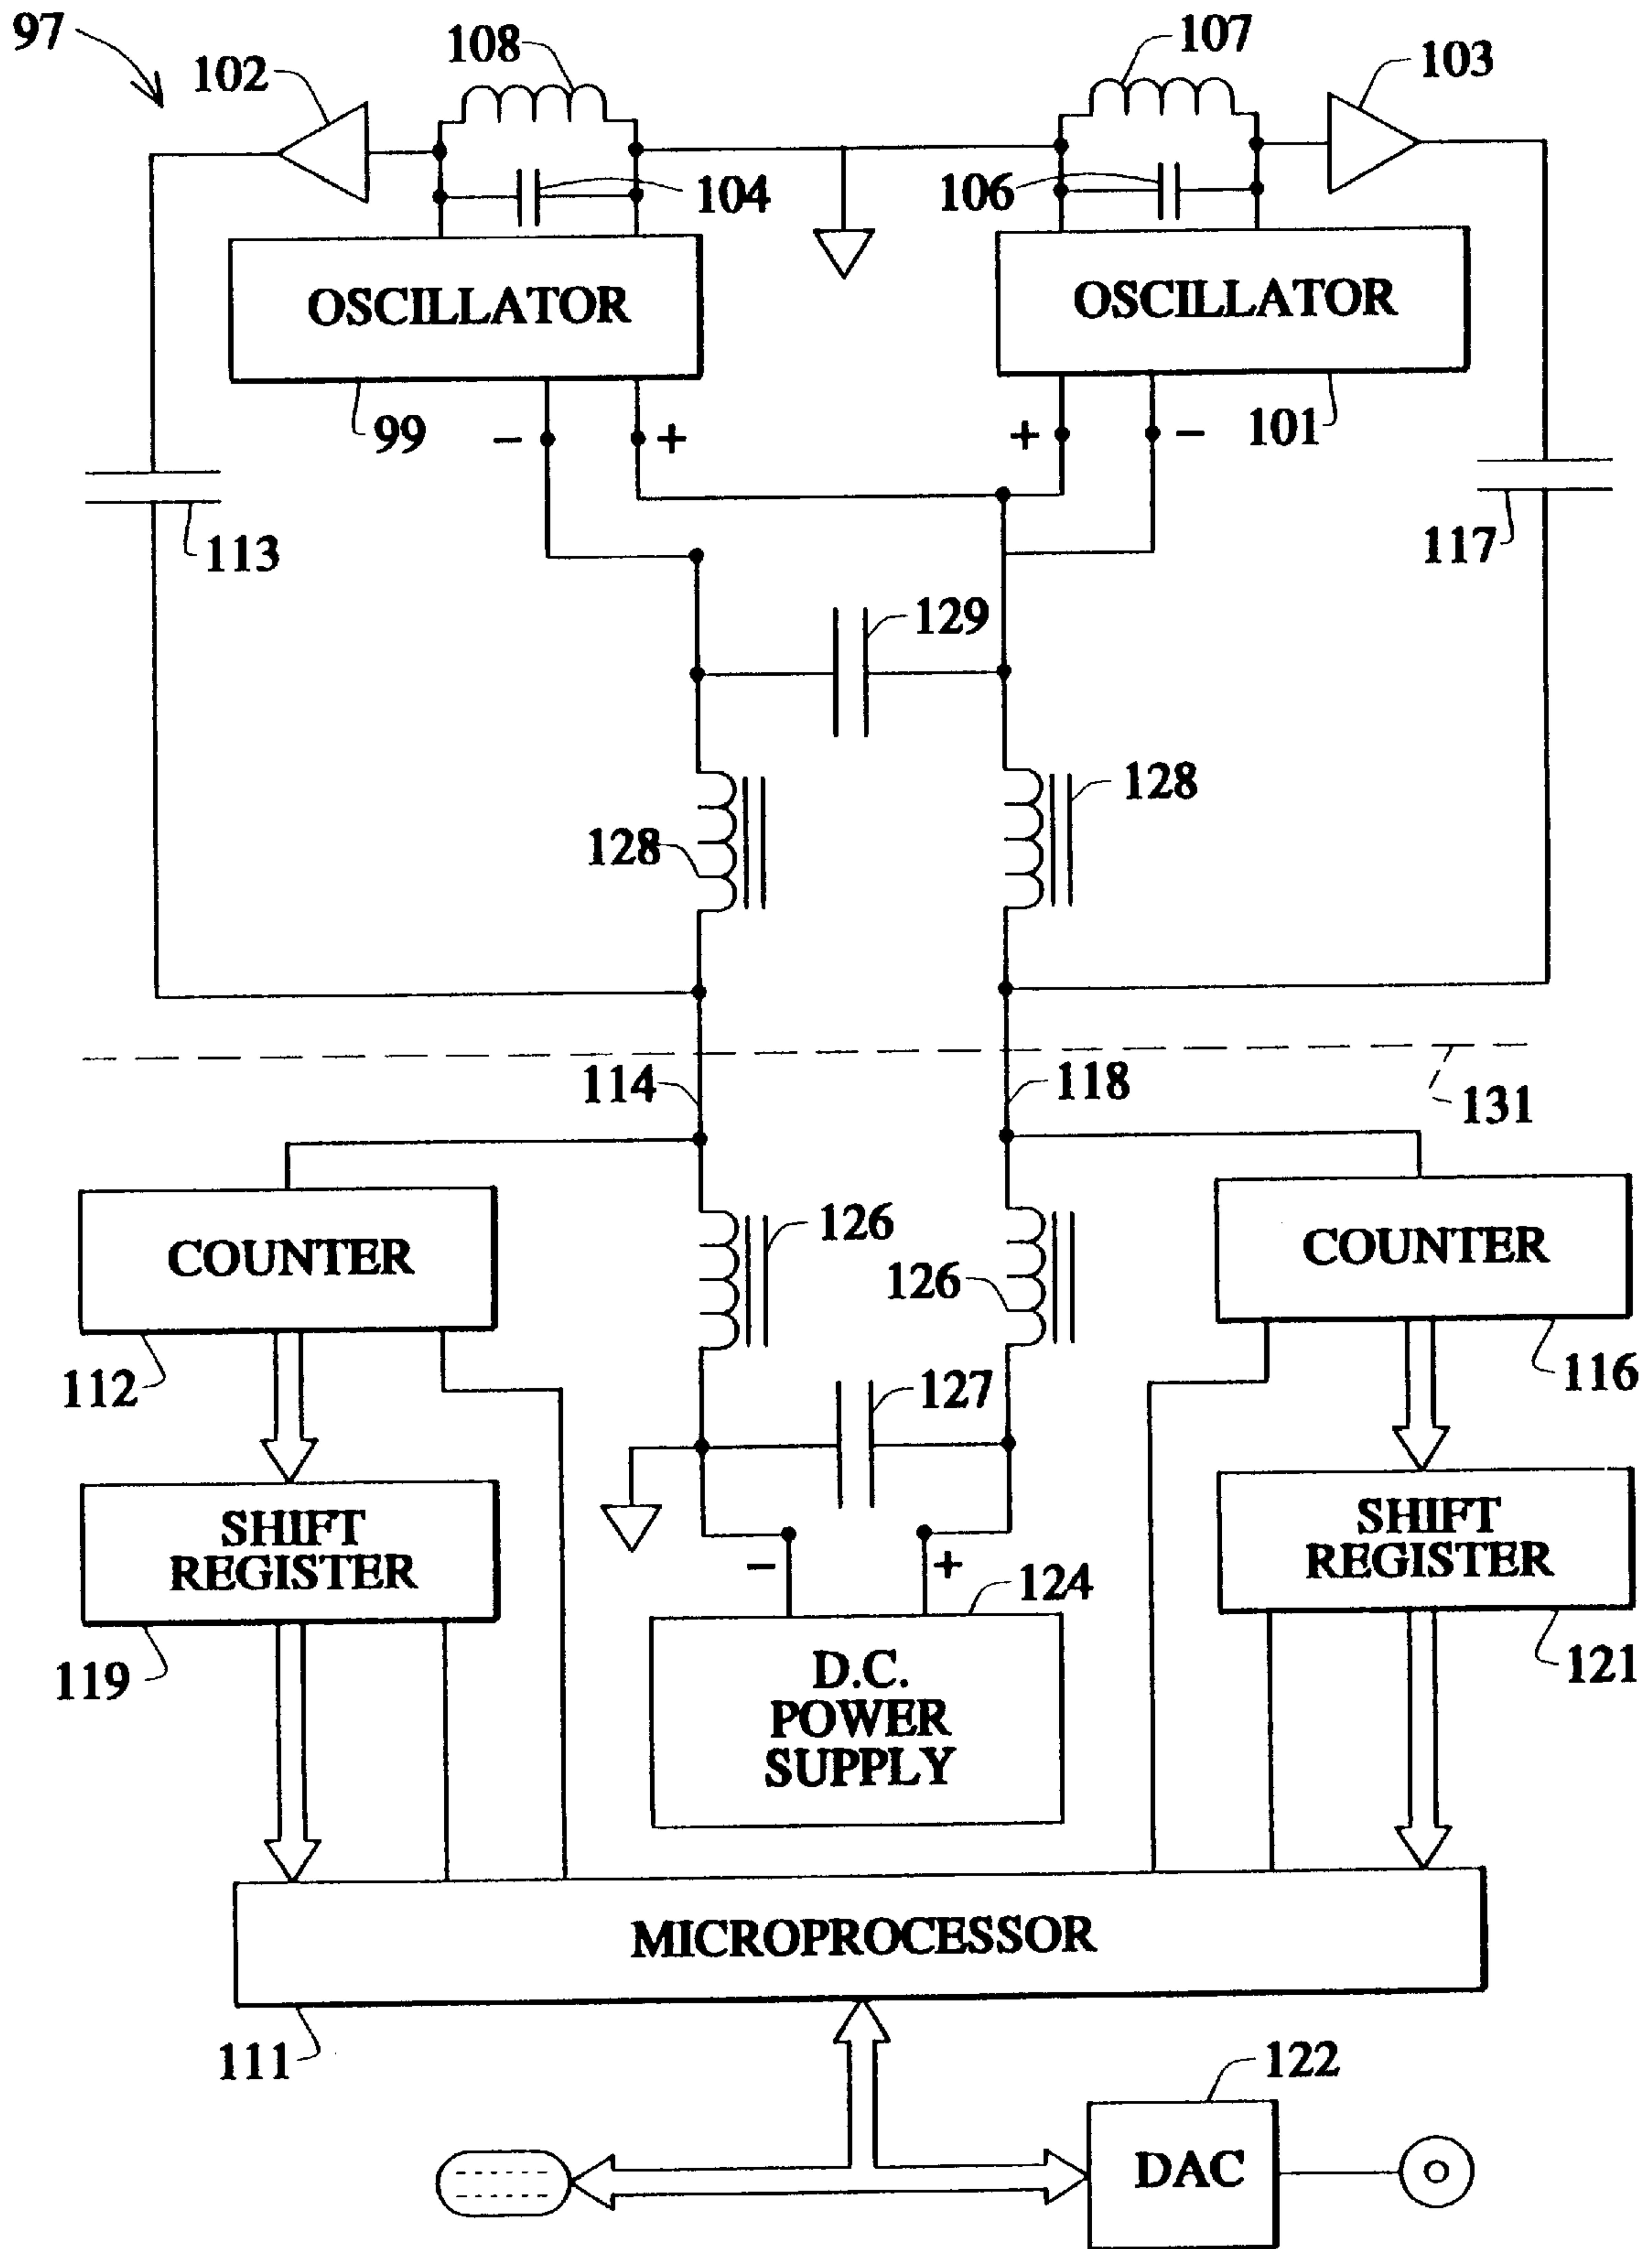 97
102
108
107
103
104
106
OSCILLATOR
OSCILLATOR
99
−
+
+
−
101
113
117
129
128
128
114
118
131
COUNTER
126
126
COUNTER
112
127
116
SHIFT
REGISTER
SHIFT
REGISTER
−
+
124
119
D.C.
POWER
SUPPLY
121
MICROPROCESSOR
111
122
DAC